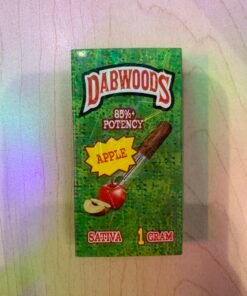 DABWOODS
85%+
POTENCY
APPLE
SATIVA 1 GRAM